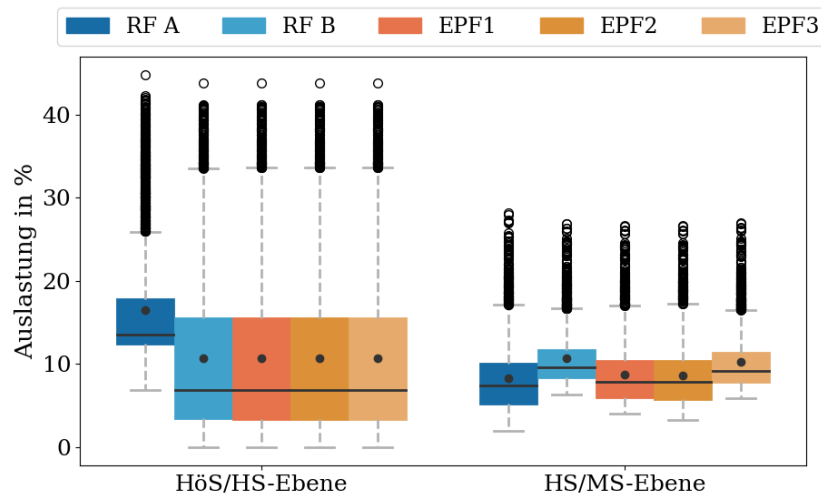 RF A RF B EPF1 EPF2 EPF3
Auslastung in %
40
30
20
10
0
HöS/HS-Ebene HS/MS-Ebene